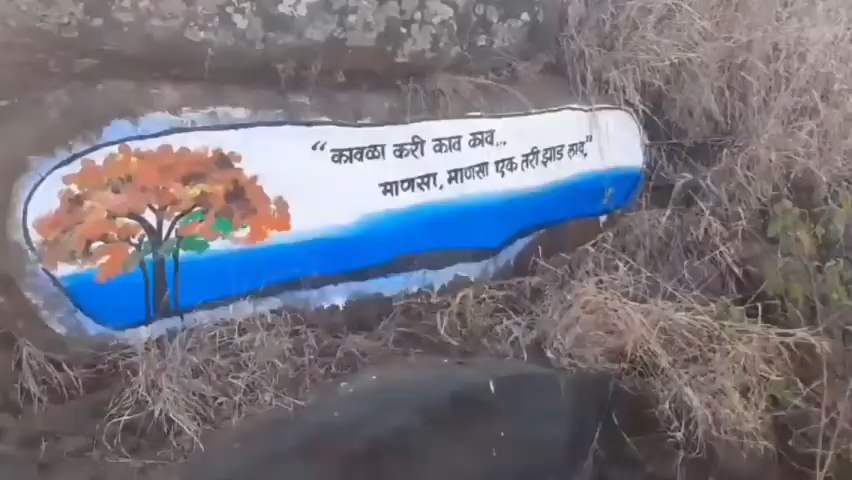 “कावळा करी काव काव...
माणसा, माणसा एक तरी झाड लाव.”